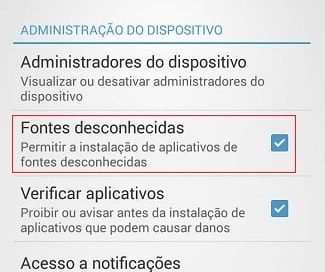 ADMINISTRAÇÃO DO DISPOSITIVO
Administradores do dispositivo
Visualizar ou desativar administradores do
dispositivo
Fontes desconhecidas
Permitir a instalação de aplicativos de
fontes desconhecidas
Verificar aplicativos
Proibir ou avisar antes da instalação de
aplicativos que podem causar danos
Acesso a notificações